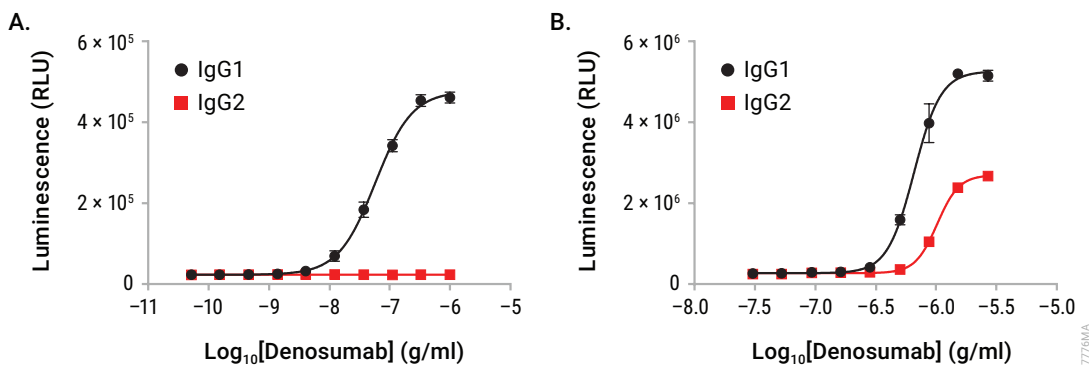 A.
Luminescence (RLU)
6 × 10⁵
4 × 10⁵
2 × 10⁵
0
IgG1
IgG2
−11
−10
−9
−8
−7
−6
−5
Log₁₀[Denosumab] (g/ml)
B.
Luminescence (RLU)
6 × 10⁶
4 × 10⁶
2 × 10⁶
0
IgG1
IgG2
−8.0
−7.5
−7.0
−6.5
−6.0
−5.5
−5.0
Log₁₀[Denosumab] (g/ml)
7776MA